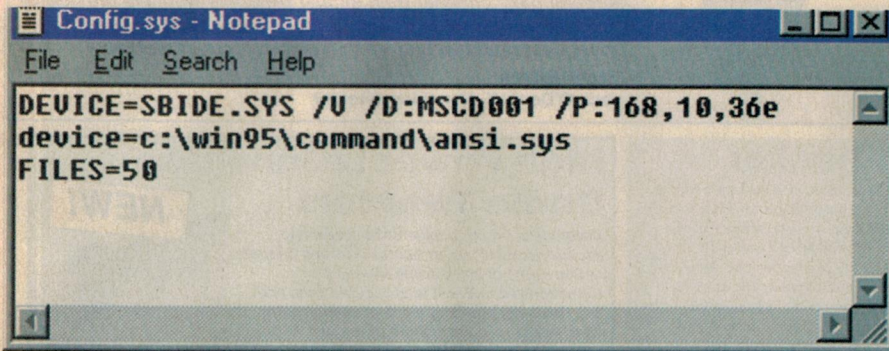 Config.sys - Notepad
File Edit Search Help
DEVICE=SBIDE.SYS /V /D:MSCD001 /P:168,10,36e
device=c:\win95\command\ansi.sys
FILES=50
NEW!